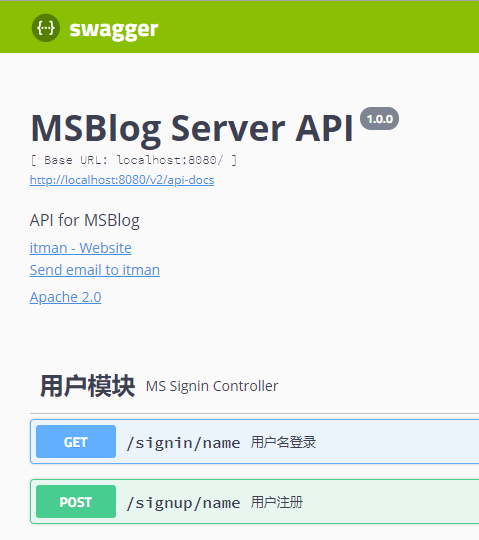 {··} swagger
MSBlog Server API 1.0.0
[ Base URL: localhost:8080/ ]
http://localhost:8080/v2/api-docs
API for MSBlog
itman - Website
Send email to itman
Apache 2.0
用户模块 MS Signin Controller
GET /signin/name 用户名登录
POST /signup/name 用户注册